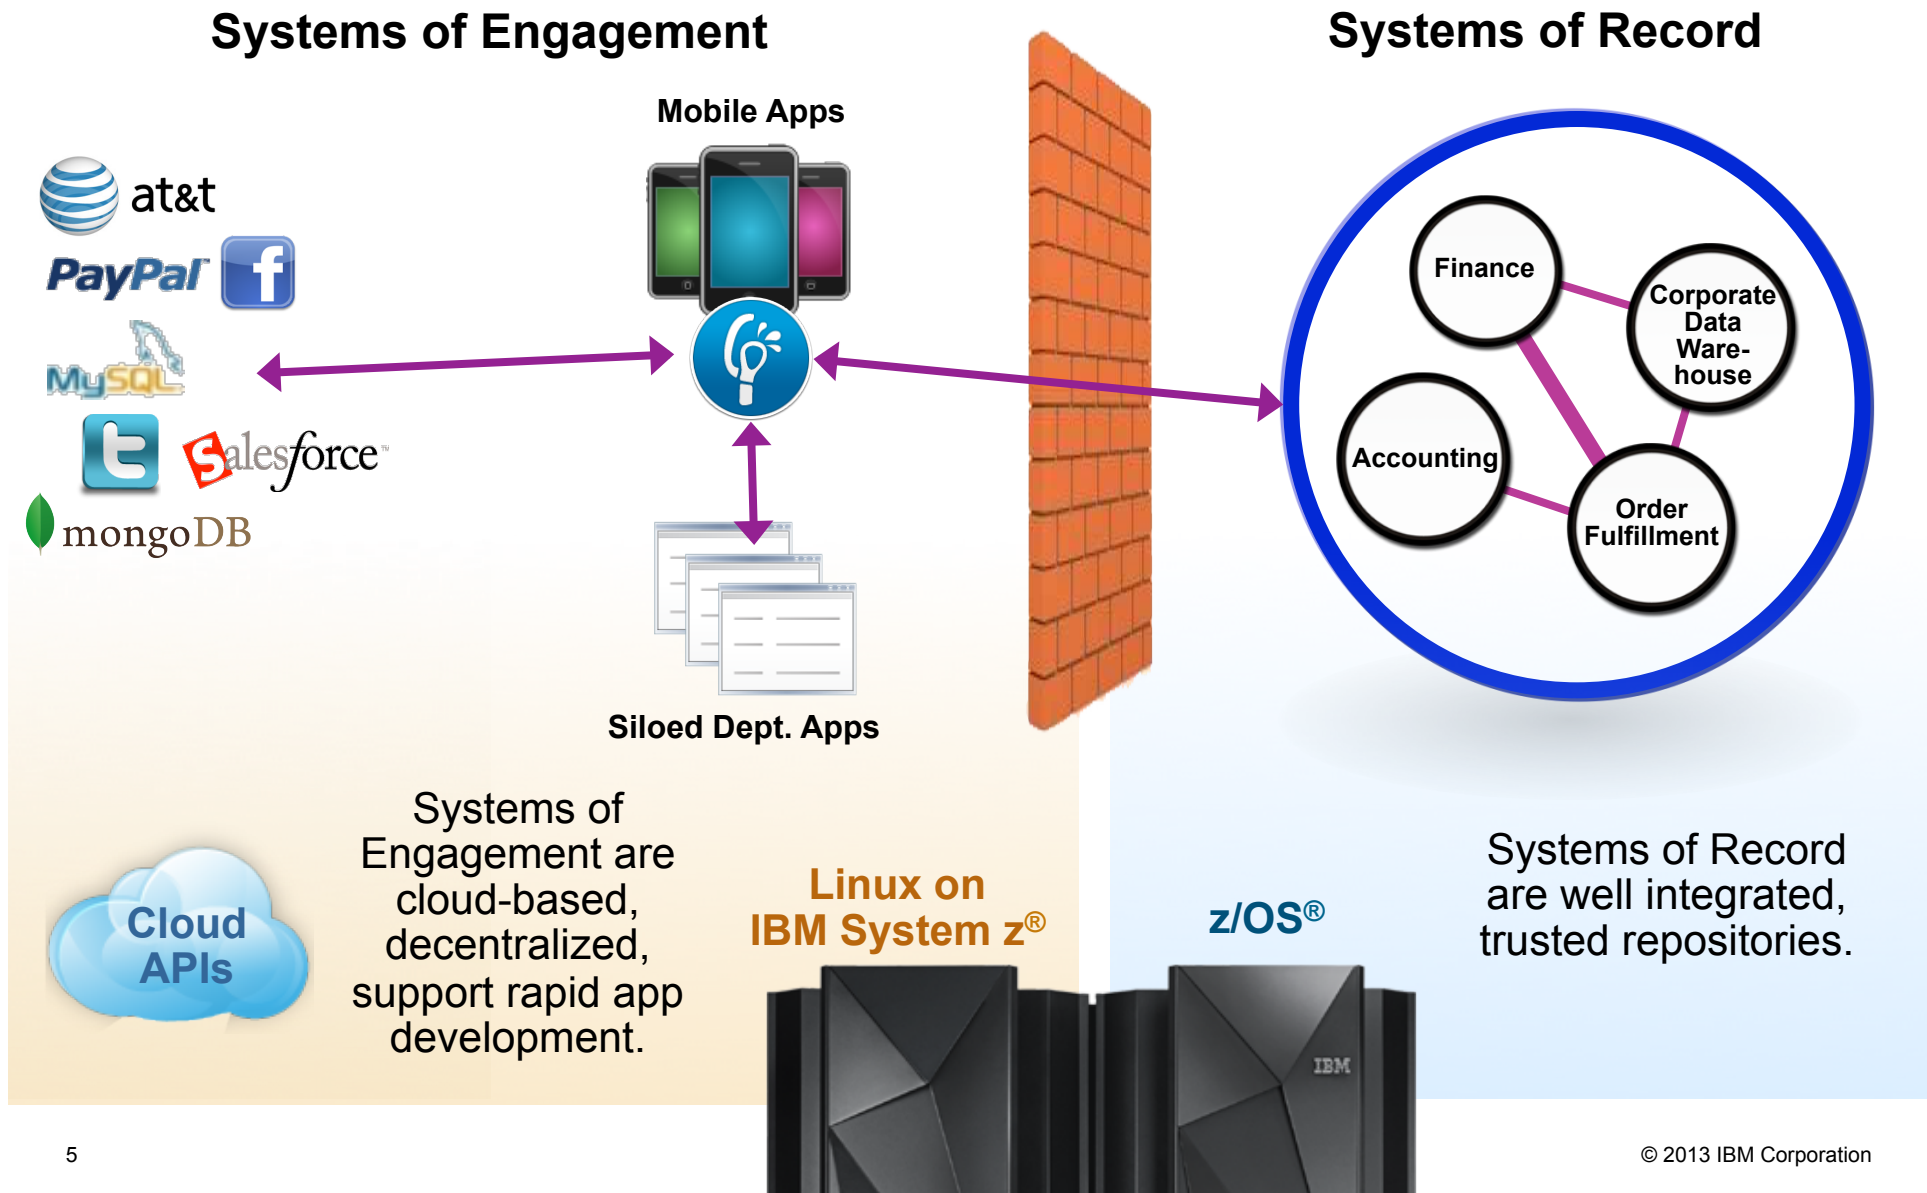 Systems of Engagement
Systems of Record
Mobile Apps
at&t
PayPal™
f
MySQL
t
salesforce™
mongoDB
Finance
Corporate
Data
Ware-
house
Accounting
Order
Fulfillment
Siloed Dept. Apps
Cloud
APIs
Systems of
Engagement are
cloud-based,
decentralized,
support rapid app
development.
Linux on
IBM System z®
z/OS®
Systems of Record
are well integrated,
trusted repositories.
IBM
5
© 2013 IBM Corporation